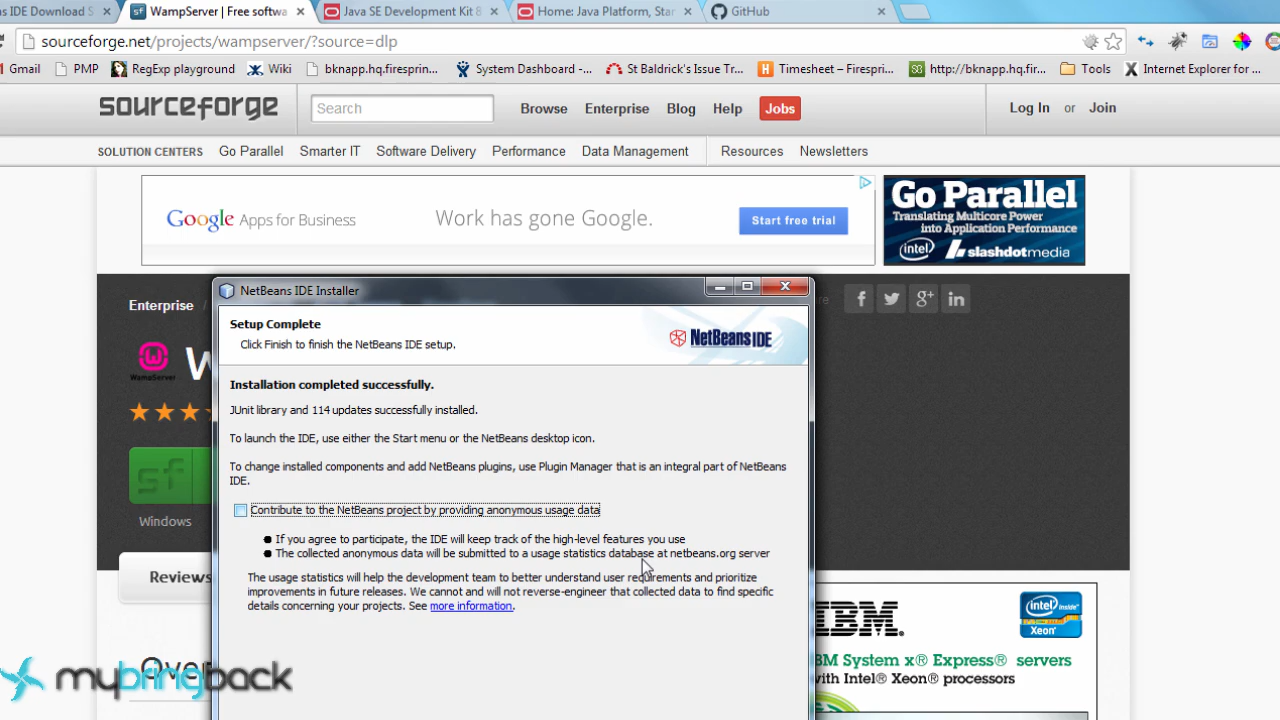 s IDE Download S
WampServer | Free softwa
Java SE Development Kit 8
Home: Java Platform, Star
GitHub
sourceforge.net/projects/wampserver/?source=dlp
Gmail
PMP
RegExp playground
Wiki
bknapp.hq.firesprin...
System Dashboard -...
St Baldrick's Issue Tr...
Timesheet – Firespri...
http://bknap.hq.fire...
Tools
Internet Explorer for ...
sourceforge
Search
Browse
Enterprise
Blog
Help
Jobs
Log In or Join
SOLUTION CENTERS
Go Parallel
Smarter IT
Software Delivery
Performance
Data Management
Resources
Newsletters
Google Apps for Business
Work has gone Google.
Start free trial
Go Parallel
Translating Multicore Power
into Application Performance
intel
slashdotmedia
Enterprise /
WampServer
W
sf
Windows
Reviews
Over
NetBeans IDE Installer
Setup Complete
Click Finish to finish the NetBeans IDE setup.
NetBeans IDE
Installation completed successfully.
JUnit library and 114 updates successfully installed.
To launch the IDE, use either the Start menu or the NetBeans desktop icon.
To change installed components and add NetBeans plugins, use Plugin Manager that is an integral part of NetBeans
IDE.
Contribute to the NetBeans project by providing anonymous usage data
If you agree to participate, the IDE will keep track of the high-level features you use
The collected anonymous data will be submitted to a usage statistics database at netbeans.org server
The usage statistics will help the development team to better understand user requirements and prioritize
improvements in future releases. We cannot and will not reverse-engineer that collected data to find specific
details concerning your projects. See more information.
are
f
g+
in
IBM.
intel inside
Xeon
BM System x® Express® servers
with Intel® Xeon® processors
mybringback